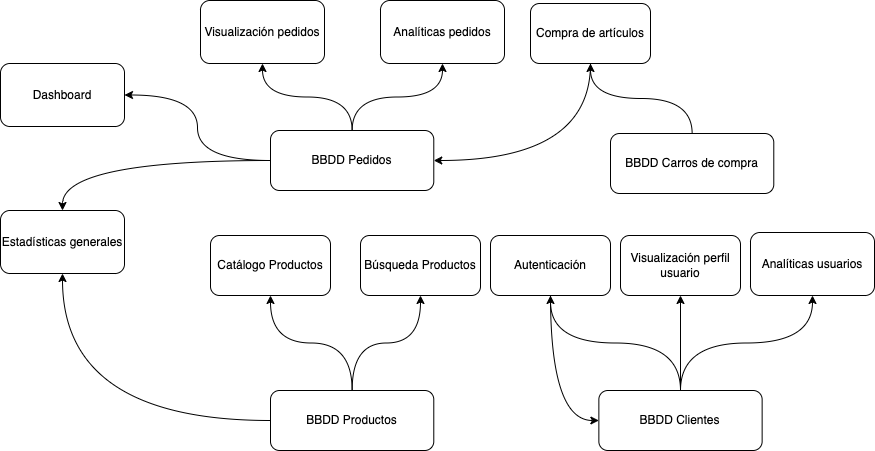 Visualización pedidos
Analíticas pedidos
Compra de artículos
Dashboard
BBDD Pedidos
BBDD Carros de compra
Estadísticas generales
Catálogo Productos
Búsqueda Productos
Autenticación
Visualización perfil
usuario
Analíticas usuarios
BBDD Productos
BBDD Clientes